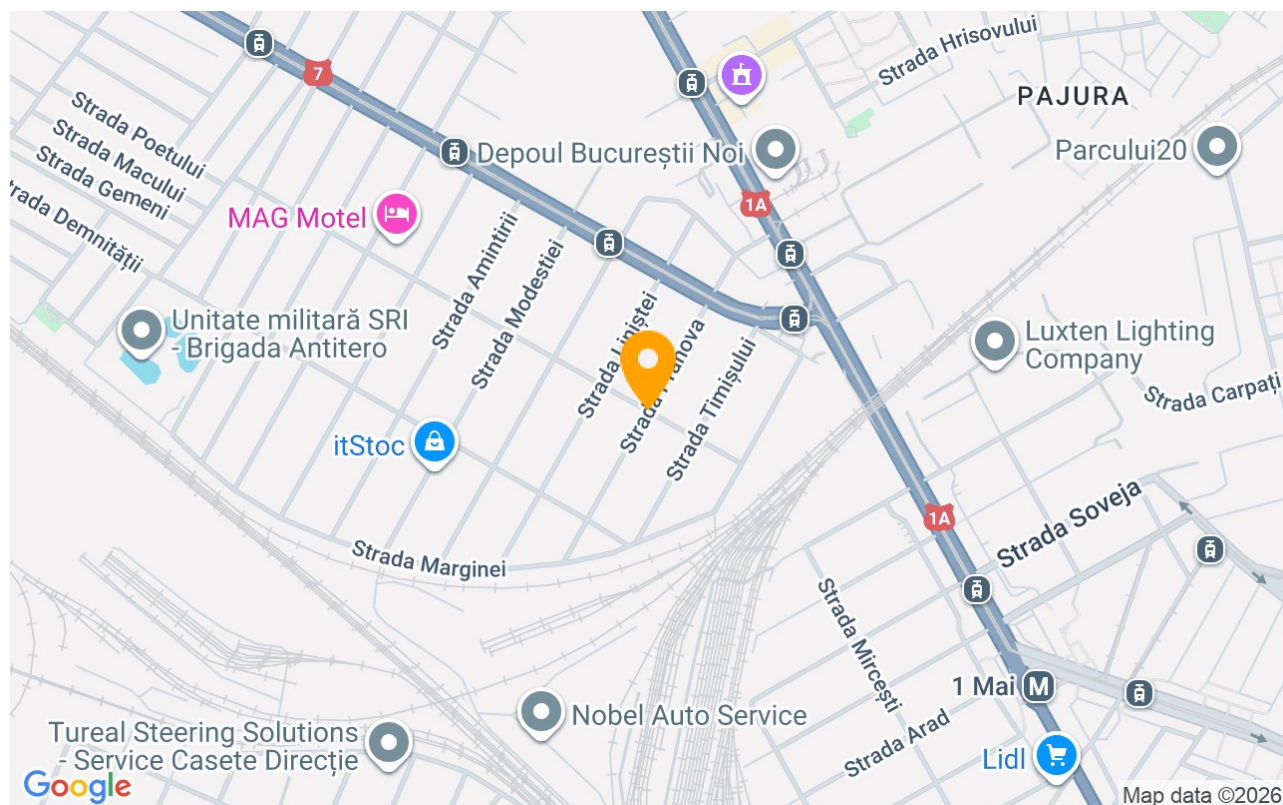 7
Strada Hrisovului
PAJURA
Strada Poetului
Strada Macului
Strada Gemeni
Depoul Bucureștii Noi
Parcului20
Strada Demnității
MAG Motel
1A
Strada Amintirii
Strada Modestiei
Unitate militară SRI
- Brigada Antitero
Strada Liniștei
Strada
Strada Timișului
Luxten Lighting
Company
Strada Carpați
itStoc
1A
Strada Soveja
Strada Marginei
Strada Mircești
1 Mai M
Nobel Auto Service
Strada Arad
Tureal Steering Solutions
- Service Casete Direcție
Lidl
Google
Map data ©2026